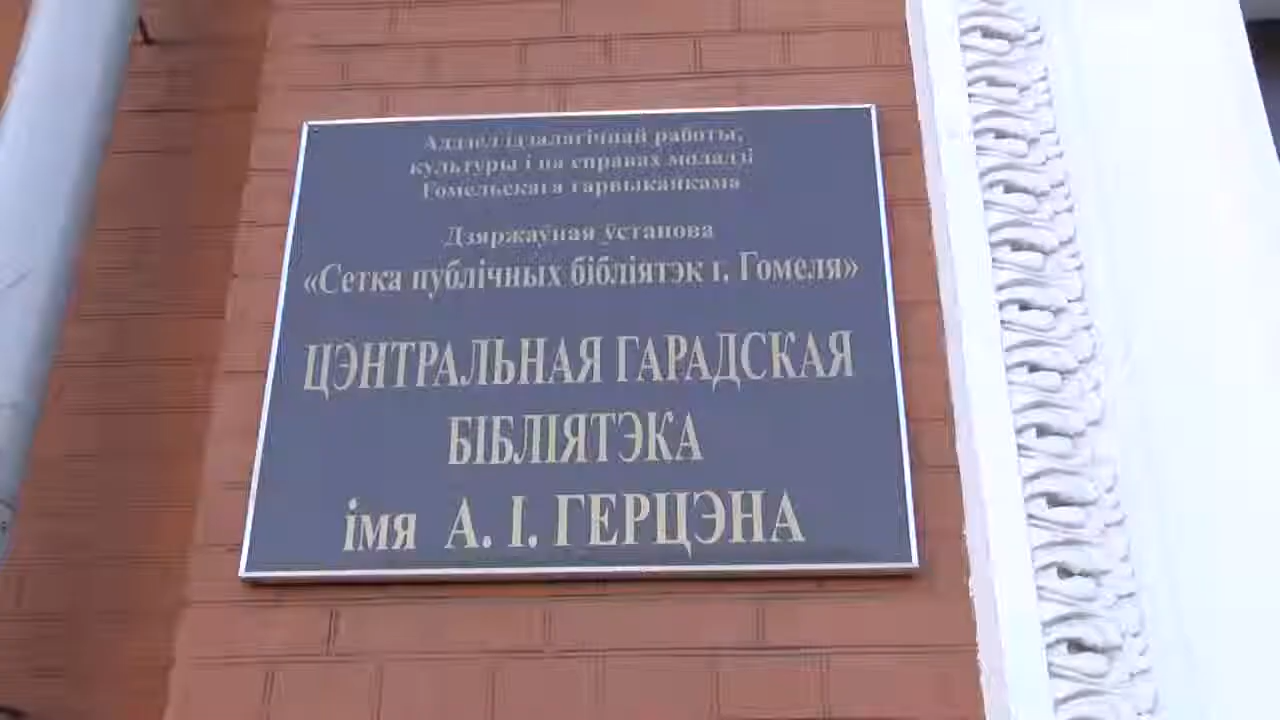 Аддзел ідэалагічнай работы,
культуры і па справах моладзі
Гомельскага гарвыканкама
Дзяржаўная ўстанова
«Сетка публічных бібліятэк г. Гомеля»
ЦЭНТРАЛЬНАЯ ГАРАДСКАЯ
БІБЛІЯТЭКА
імя А. І. ГЕРЦЭНА